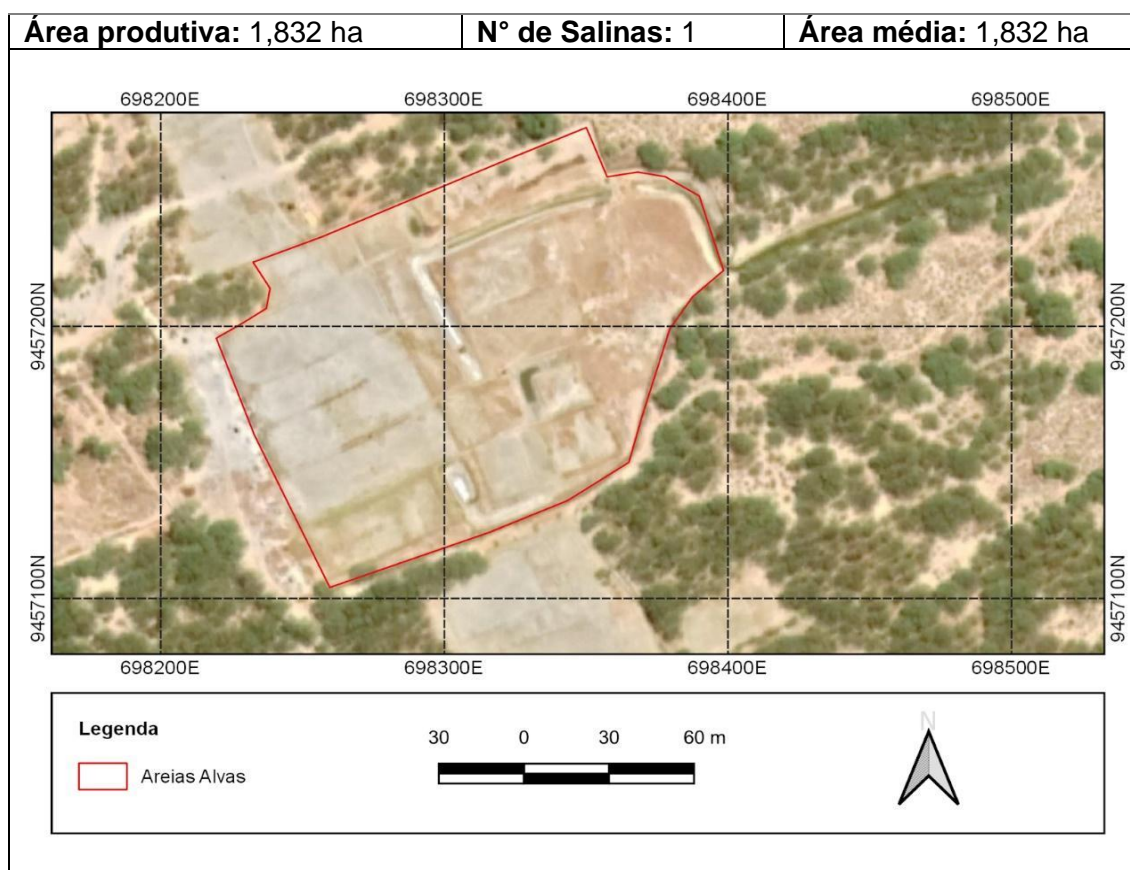 Área produtiva: 1,832 ha N° de Salinas: 1 Área média: 1,832 ha
698200E 698300E 698400E 698500E
9457200N 9457200N
9457100N 9457100N
698200E 698300E 698400E 698500E
Legenda
30 0 30 60 m
N
Areias Alvas